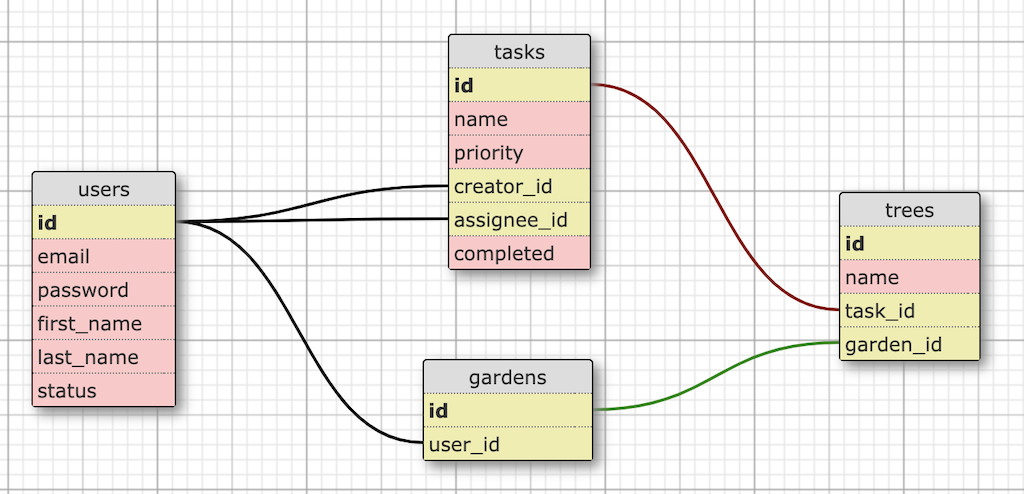 users
id
email
password
first_name
last_name
status
tasks
id
name
priority
creator_id
assignee_id
completed
gardens
id
user_id
trees
id
name
task_id
garden_id